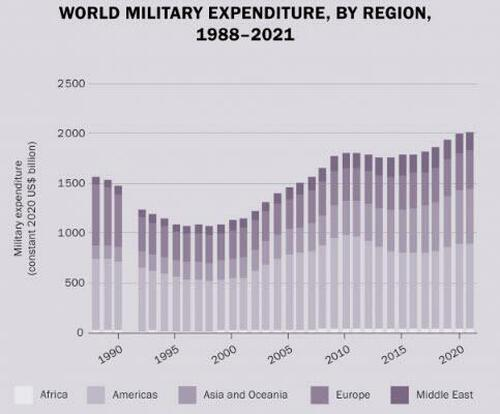 WORLD MILITARY EXPENDITURE, BY REGION,
1988–2021
Military expenditure
(constant 2020 US$ billion)
2500
2000
1500
1000
500
0
1990
1995
2000
2005
2010
2015
2020
Africa
Americas
Asia and Oceania
Europe
Middle East